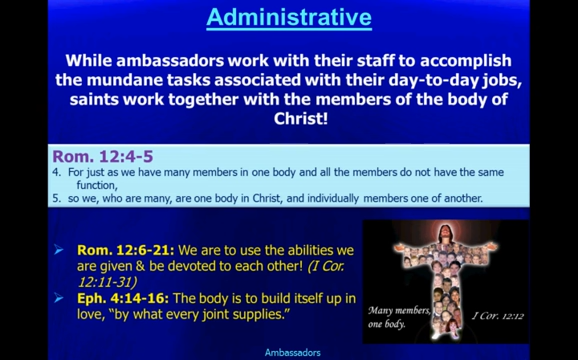 Administrative
While ambassadors work with their staff to accomplish
the mundane tasks associated with their day-to-day jobs,
saints work together with the members of the body of
Christ!
Rom. 12:4-5
4. For just as we have many members in one body and all the members do not have the same
function,
5. so we, who are many, are one body in Christ, and individually members one of another.
➢ Rom. 12:6-21: We are to use the abilities we
are given & be devoted to each other! (I Cor.
12:11-31)
➢ Eph. 4:14-16: The body is to build itself up in
love, “by what every joint supplies.”
Many members,
one body.
I Cor. 12:12
Ambassadors